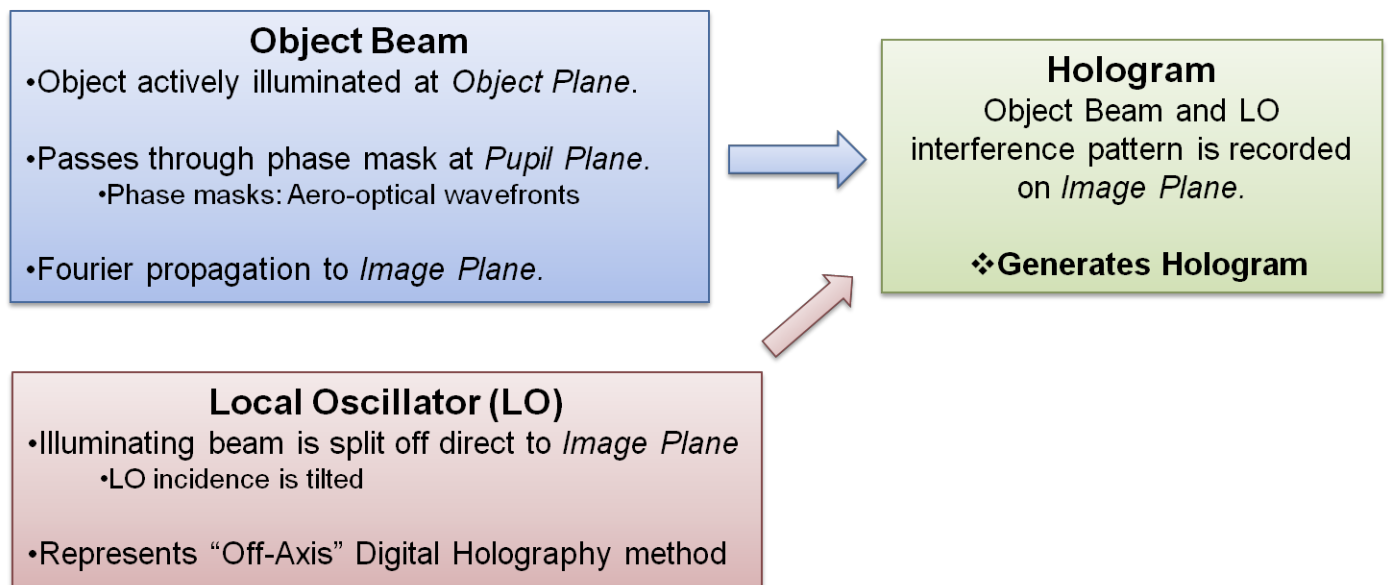 Object Beam
•Object actively illuminated at Object Plane.
•Passes through phase mask at Pupil Plane.
•Phase masks: Aero-optical wavefronts
•Fourier propagation to Image Plane.
Hologram
Object Beam and LO
interference pattern is recorded
on Image Plane.
❖Generates Hologram
Local Oscillator (LO)
•Illuminating beam is split off direct to Image Plane
•LO incidence is tilted
•Represents “Off-Axis” Digital Holography method